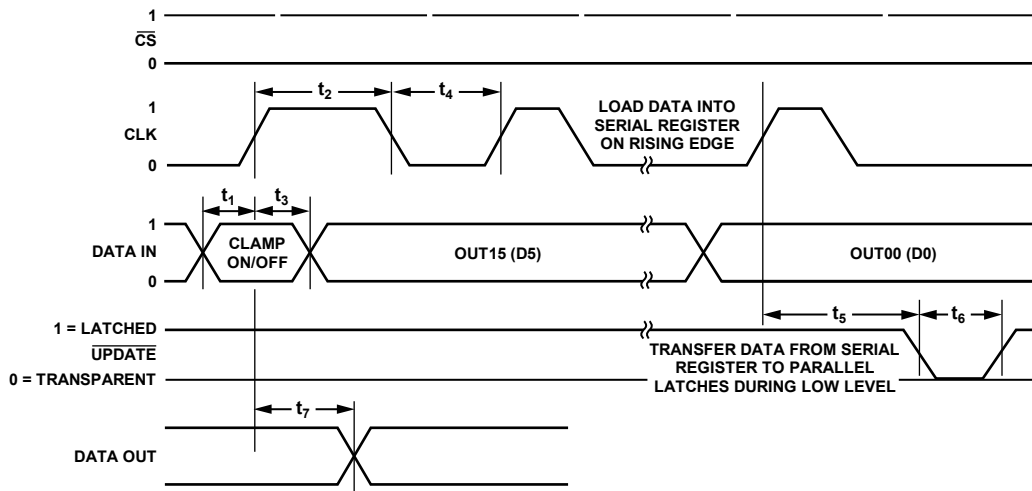 1
CS
0
t2
t4
1
CLK
0
LOAD DATA INTO
SERIAL REGISTER
ON RISING EDGE
t1
t3
1
DATA IN
0
CLAMP
ON/OFF
OUT15 (D5)
OUT00 (D0)
t5
t6
1 = LATCHED
UPDATE
0 = TRANSPARENT
TRANSFER DATA FROM SERIAL
REGISTER TO PARALLEL
LATCHES DURING LOW LEVEL
t7
DATA OUT